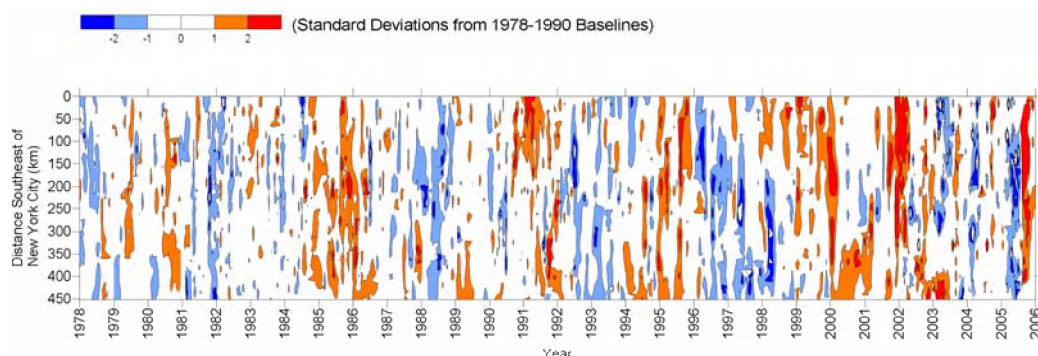 (Standard Deviations from 1978-1990 Baselines)
-2 -1 0 1 2
Distance Southeast of
New York City (km)
0
50
100
150
200
250
300
350
400
450
1978 1979 1980 1981 1982 1983 1984 1985 1986 1987 1988 1989 1990 1991 1992 1993 1994 1995 1996 1997 1998 1999 2000 2001 2002 2003 2004 2005 2006
Year